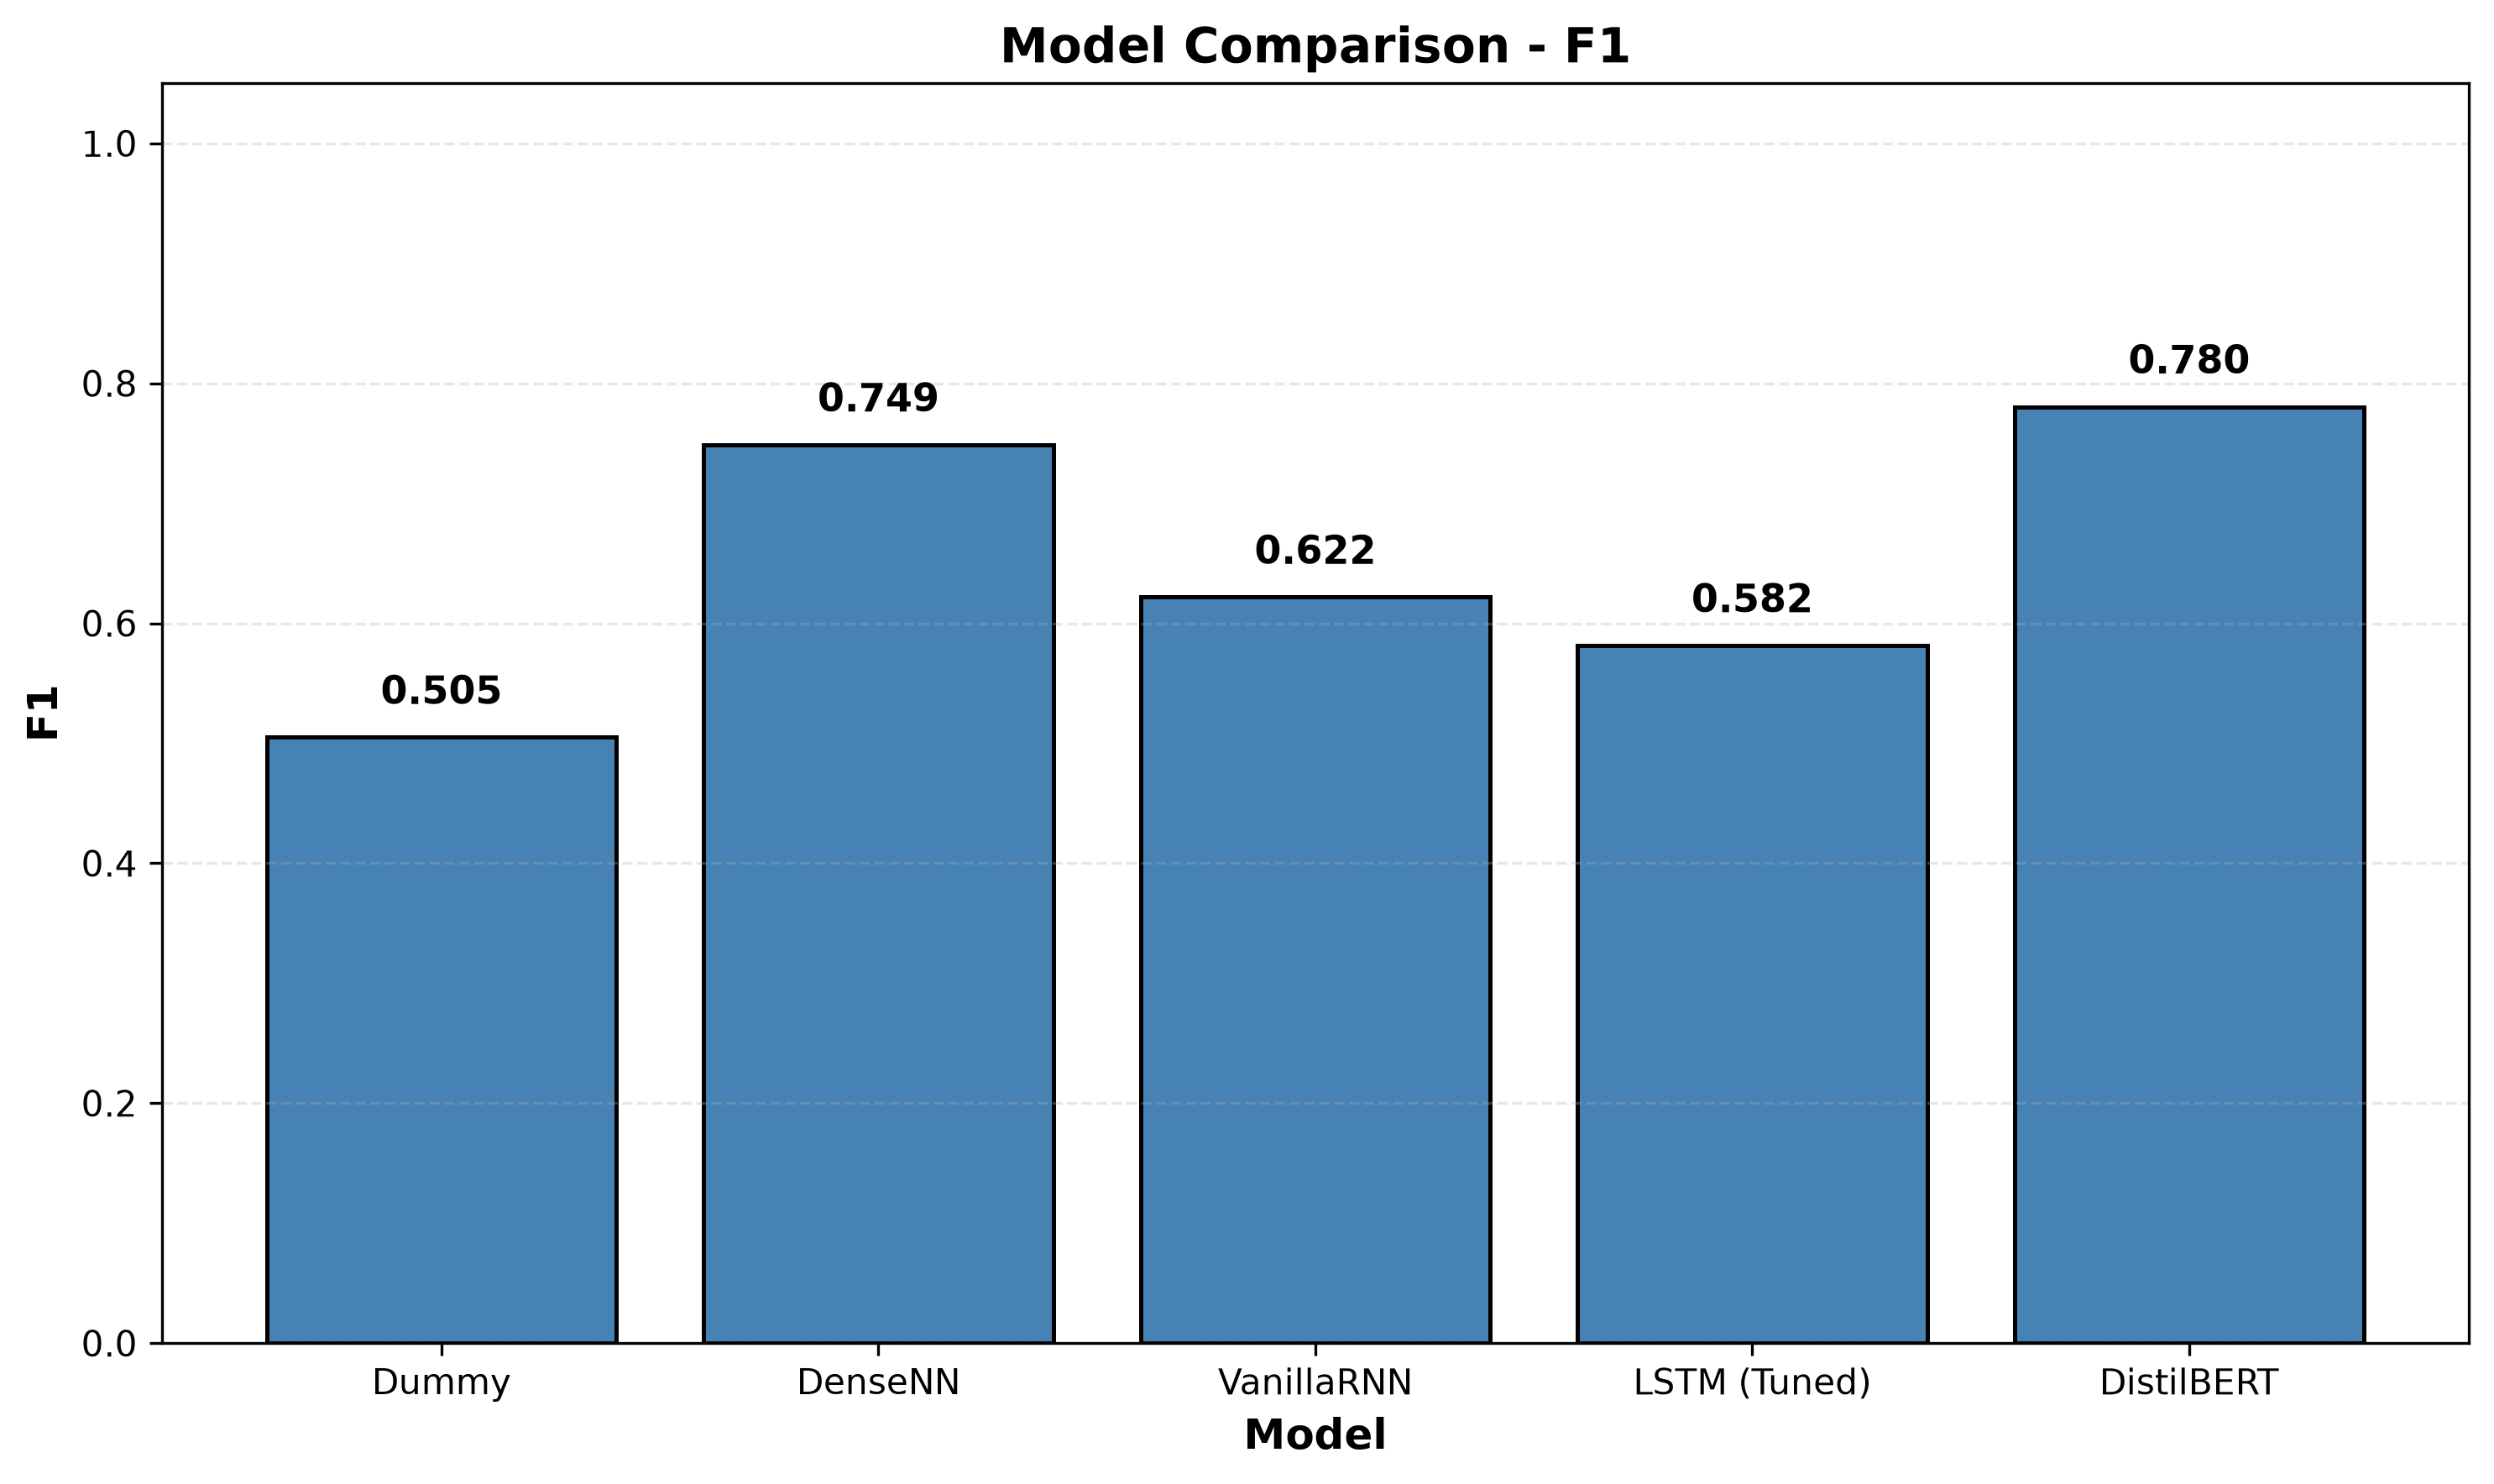 Model Comparison - F1
1.0
0.8
0.6
0.4
0.2
0.0
F1
0.505
0.749
0.622
0.582
0.780
Dummy
DenseNN
VanillaRNN
LSTM (Tuned)
DistilBERT
Model